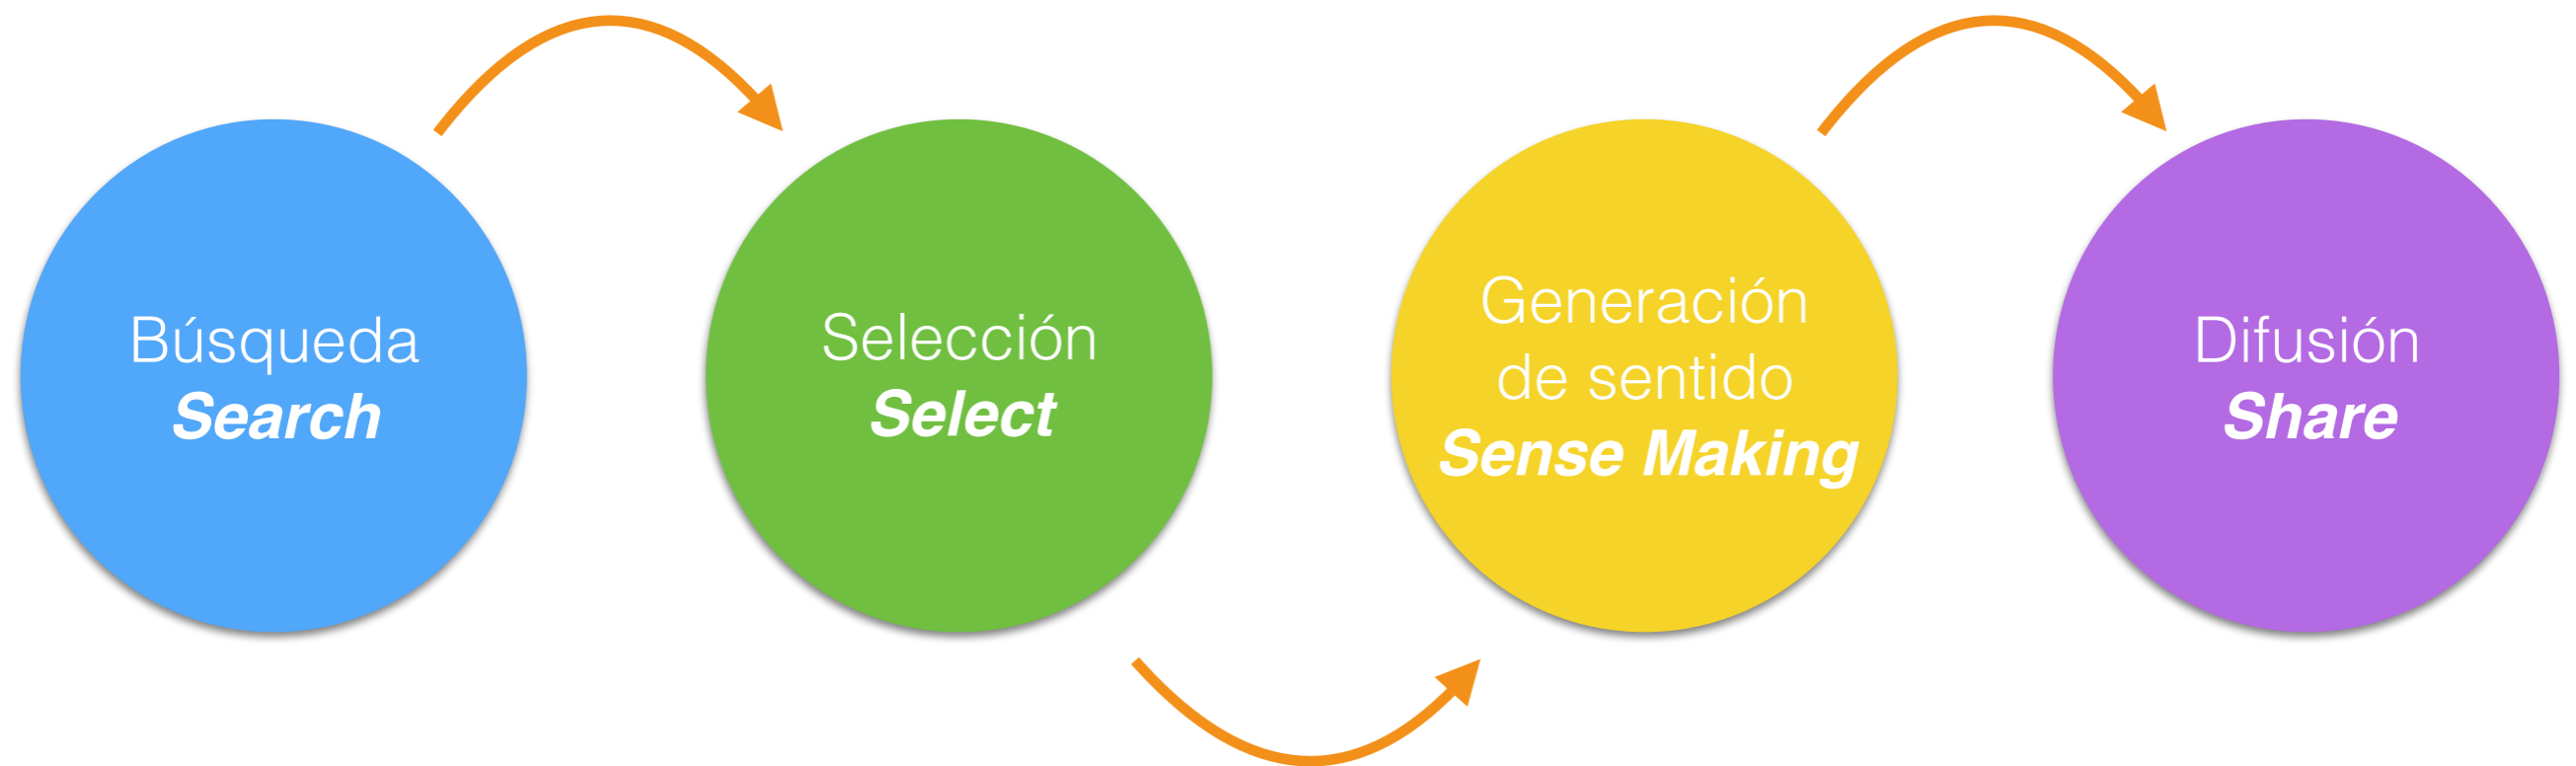 Búsqueda
Search
Selección
Select
Generación
de sentido
Sense Making
Difusión
Share